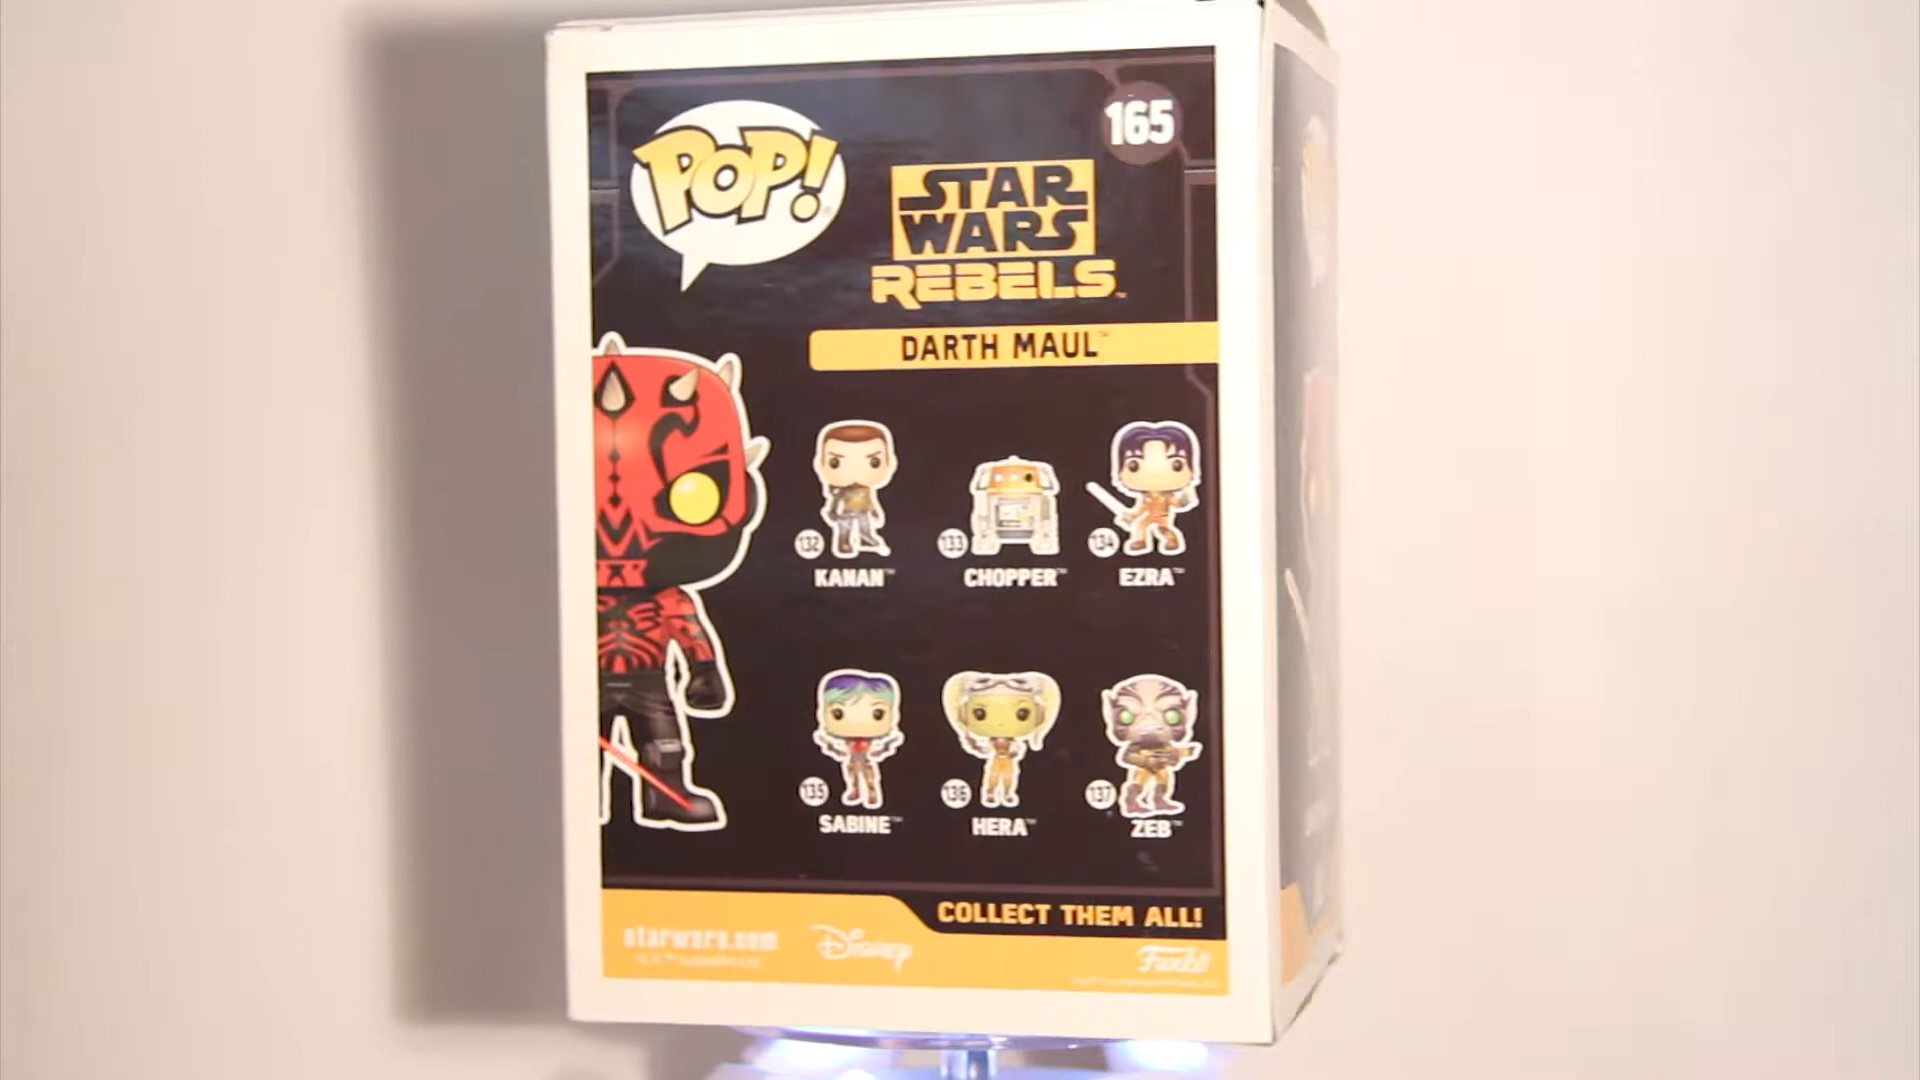 POP!
165
STAR
WARS
REBELS™
DARTH MAUL™
132
133
134
KANAN™
CHOPPER™
EZRA™
135
136
137
SABINE™
HERA™
ZEB™
COLLECT THEM ALL!
starwars.com
Disney
Funko